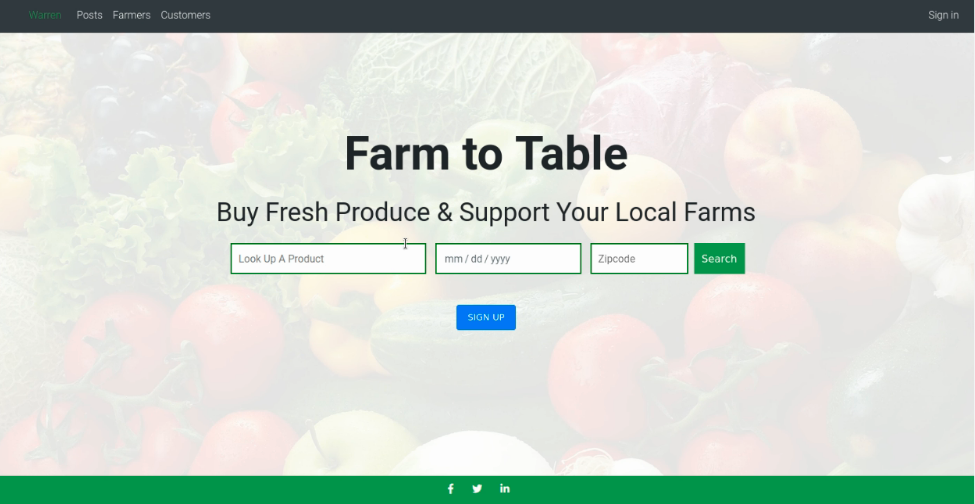 Warren Posts Farmers Customers Sign in
Farm to Table
Buy Fresh Produce & Support Your Local Farms
Look Up A Product mm / dd / yyyy Zipcode Search
SIGN UP